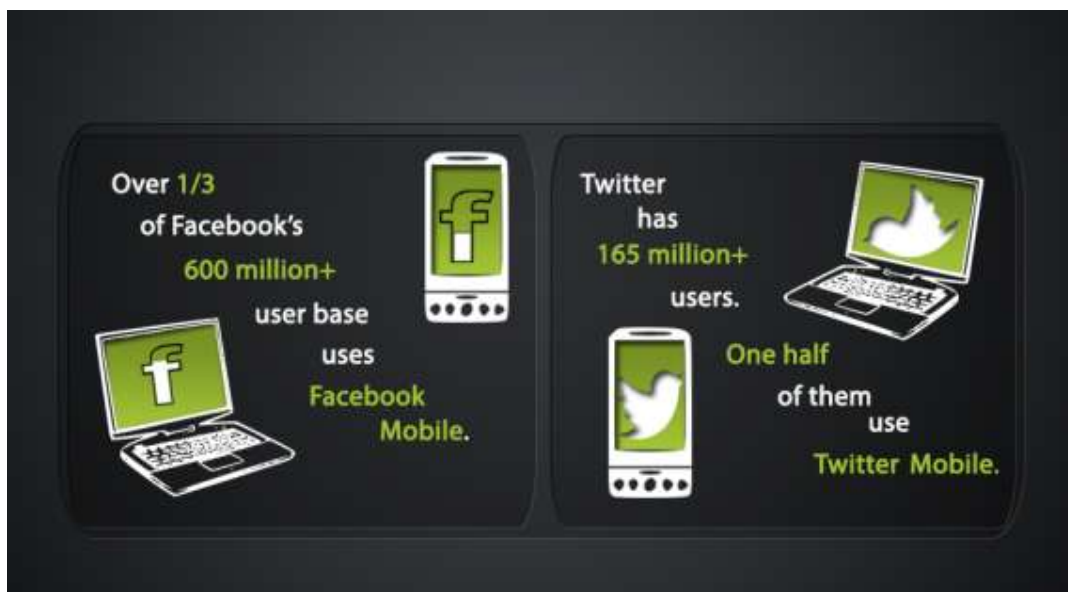 Over 1/3
of Facebook's
600 million+
user base
uses
Facebook
Mobile.
Twitter
has
165 million+
users.
One half
of them
use
Twitter Mobile.